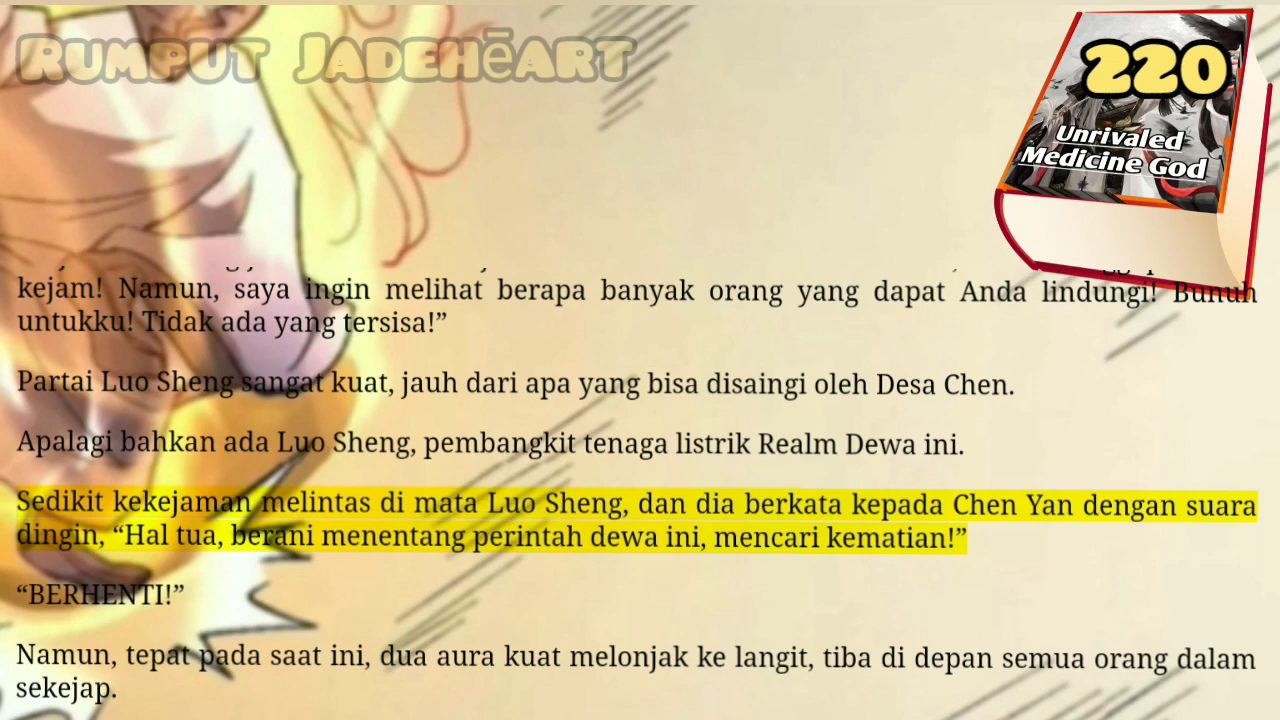 Rumput Jadehēart
220
Unrivaled
Medicine God
kejam! Namun, saya ingin melihat berapa banyak orang yang dapat Anda lindungi! Bunuh
untukku! Tidak ada yang tersisa!”
Partai Luo Sheng sangat kuat, jauh dari apa yang bisa disaingi oleh Desa Chen.
Apalagi bahkan ada Luo Sheng, pembangkit tenaga listrik Realm Dewa ini.
Sedikit kekejaman melintas di mata Luo Sheng, dan dia berkata kepada Chen Yan dengan suara
dingin, “Hal tua, berani menentang perintah dewa ini, mencari kematian!”
“BERHENTI!”
Namun, tepat pada saat ini, dua aura kuat melonjak ke langit, tiba di depan semua orang dalam
sekejap.